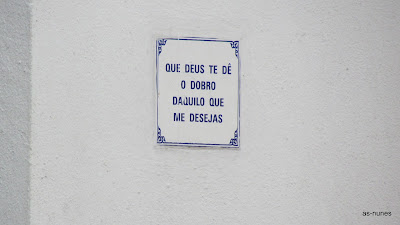 QUE DEUS TE DÊ
O DOBRO
DAQUILO QUE
ME DESEJAS
as-nunes